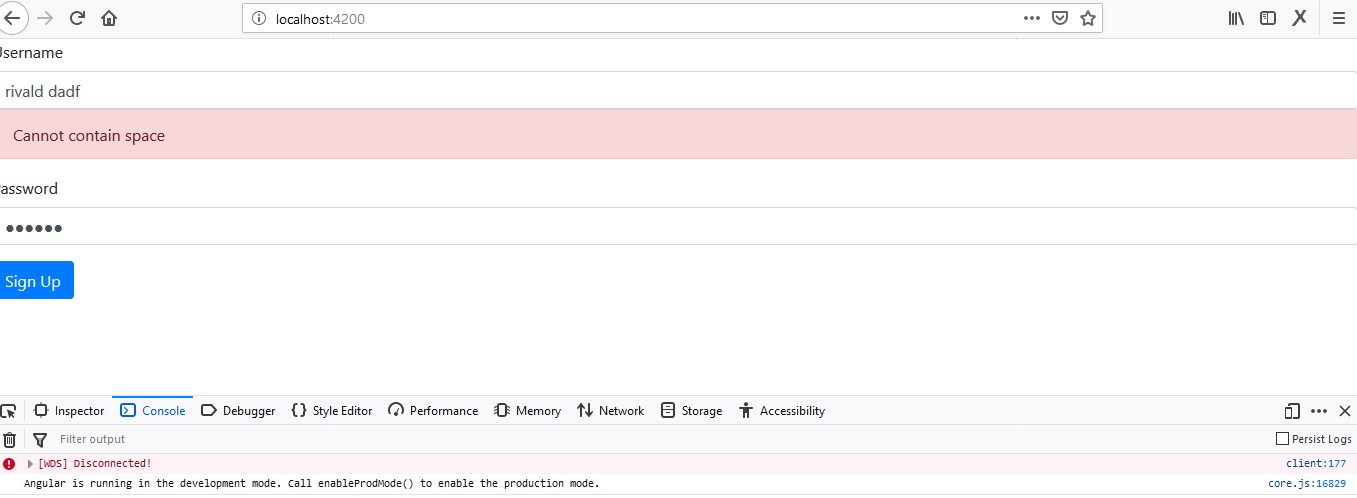 localhost:4200
Username
rivald dadf
Cannot contain space
Password
●●●●●●
Sign Up
Inspector Console Debugger Style Editor Performance Memory Network Storage Accessibility
Filter output Persist Logs
[WDS] Disconnected! client:177
Angular is running in the development mode. Call enableProdMode() to enable the production mode. core.js:16829